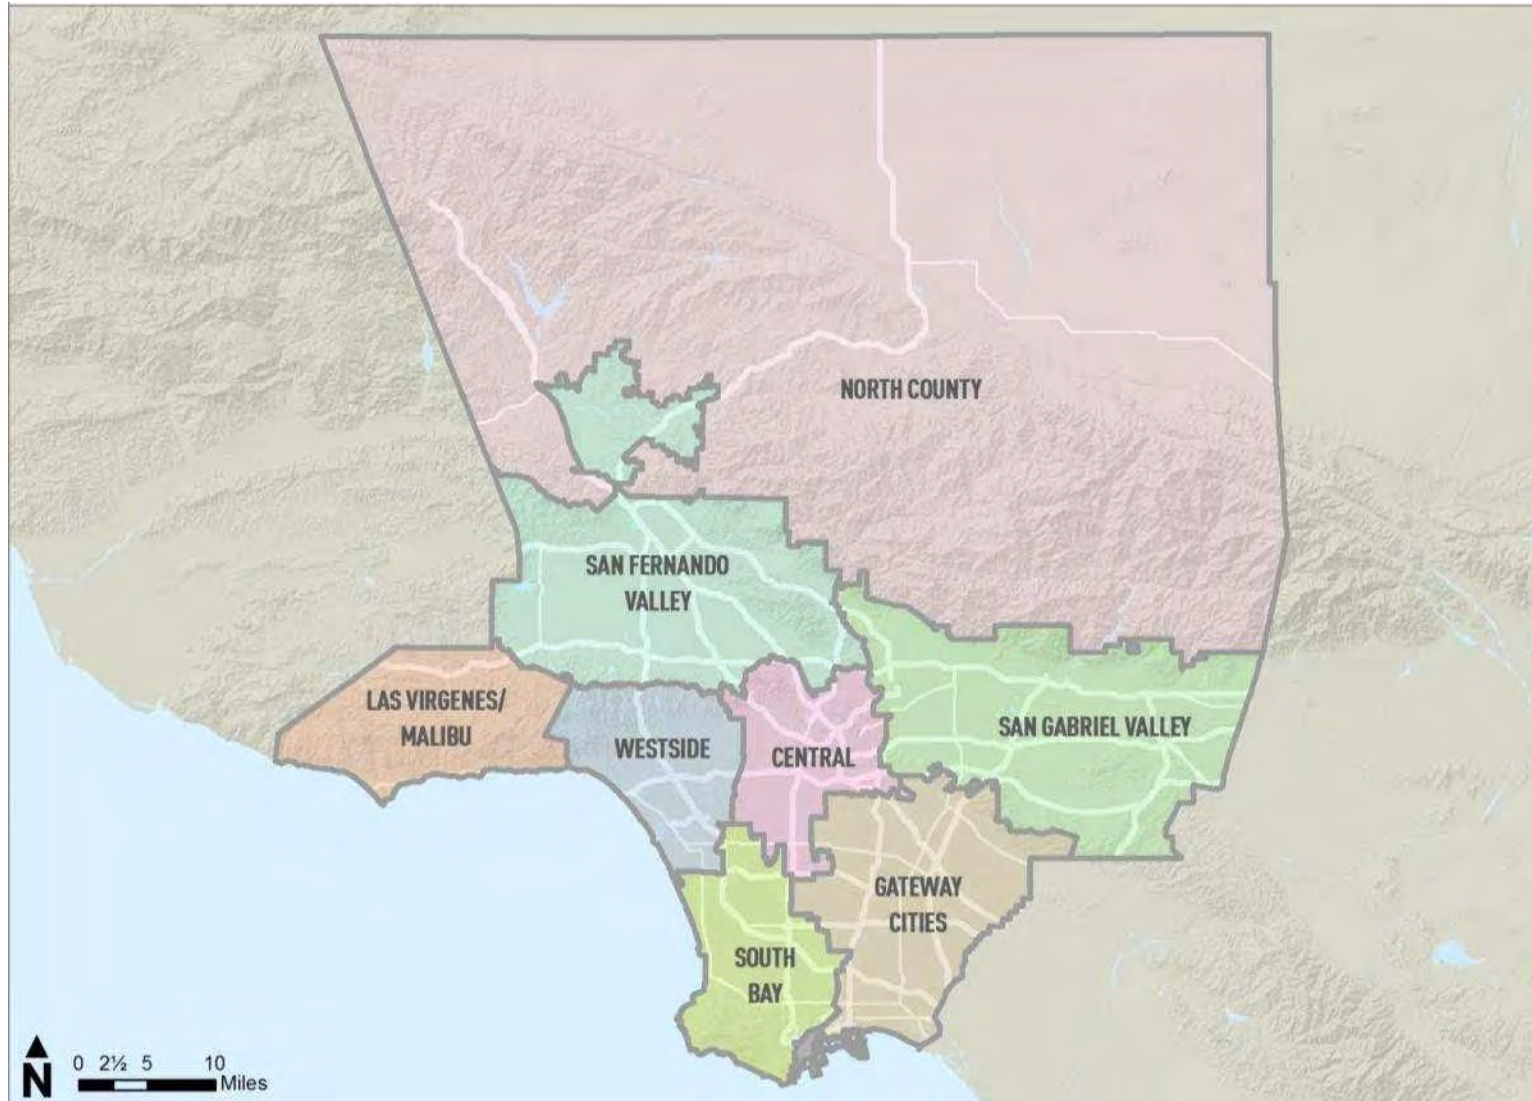 NORTH COUNTY
SAN FERNANDO
VALLEY
LAS VIRGENES/
MALIBU
WESTSIDE
CENTRAL
SAN GABRIEL VALLEY
GATEWAY
CITIES
SOUTH
BAY
N
0 2½ 5 10
Miles